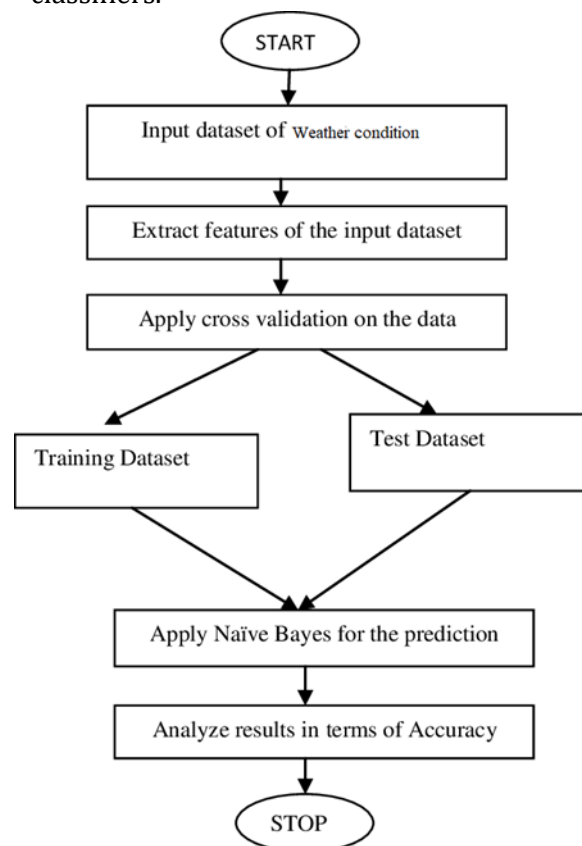 classifiers.
START
Input dataset of Weather condition
Extract features of the input dataset
Apply cross validation on the data
Training Dataset
Test Dataset
Apply Naïve Bayes for the prediction
Analyze results in terms of Accuracy
STOP